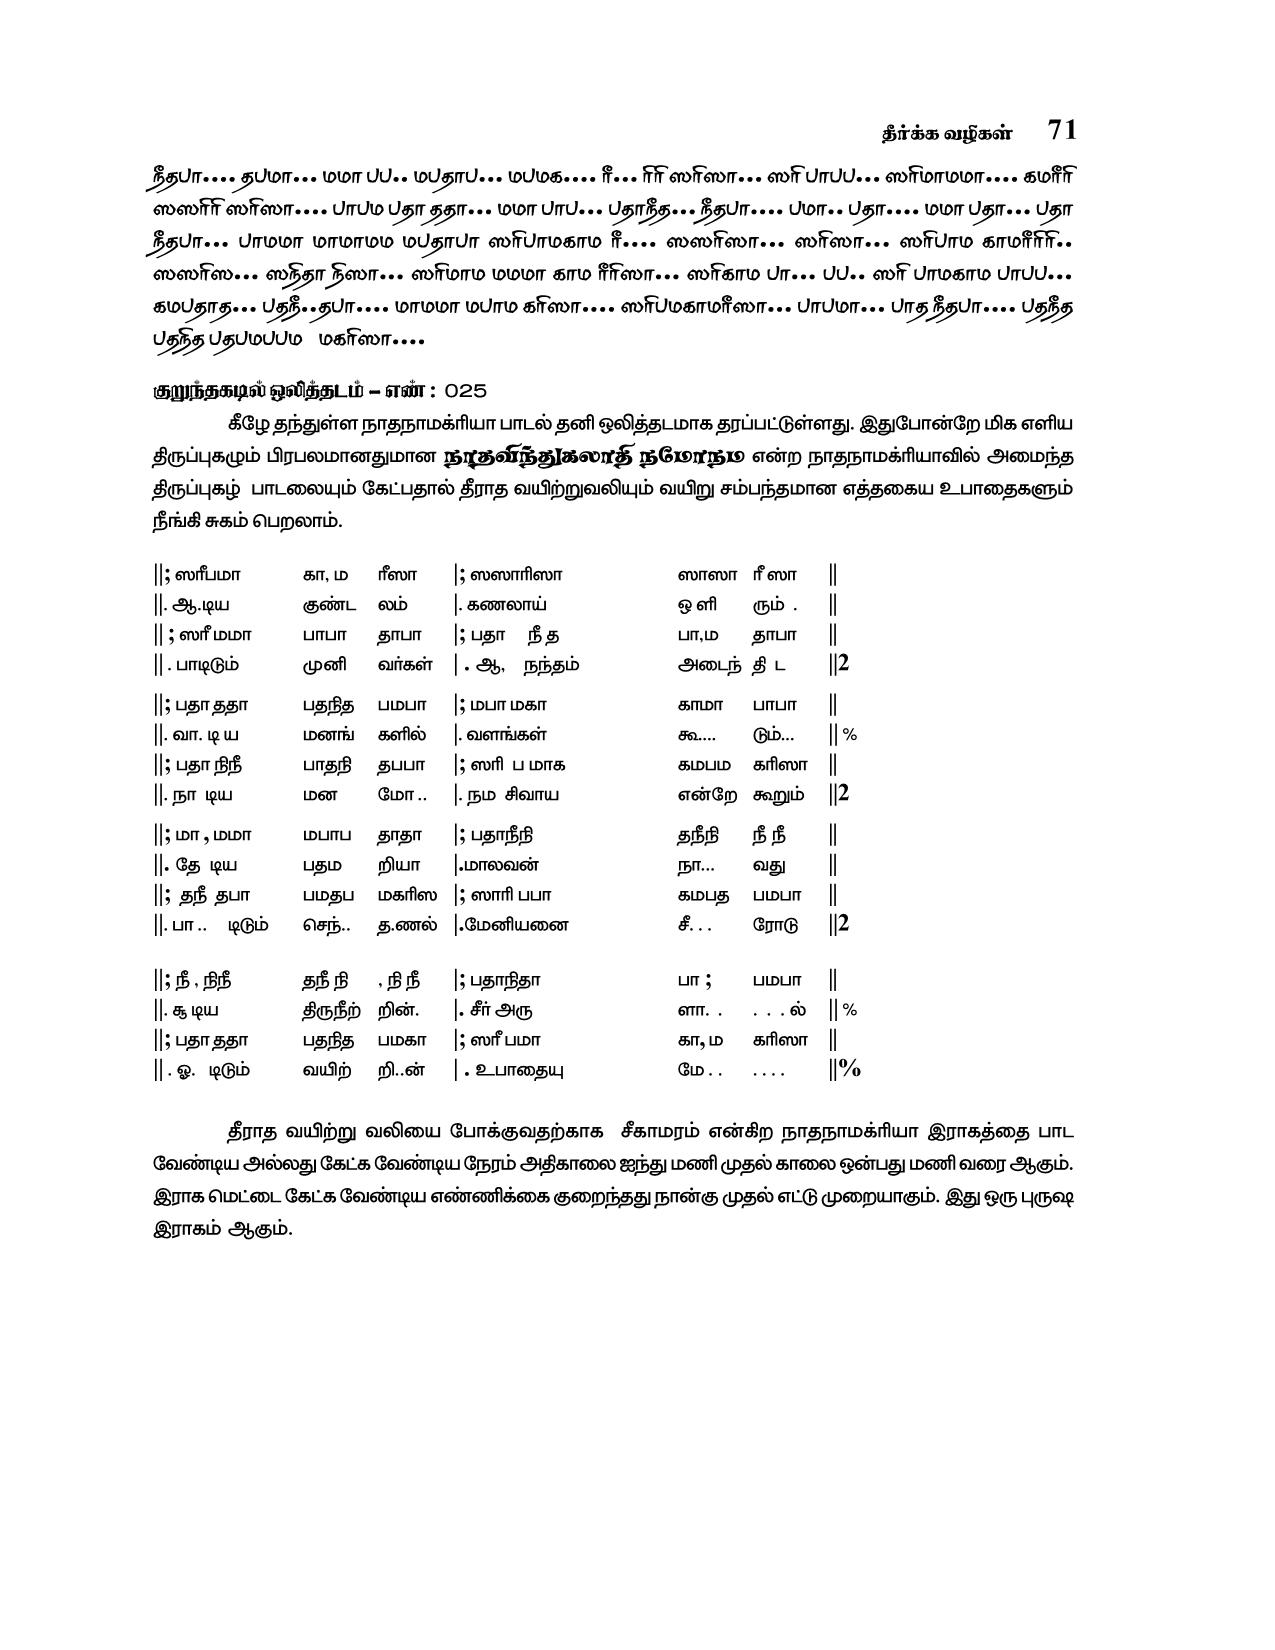 தீர்க்க வழிகள் 71
நீதபா.... தபமா... மமா பப.. மபதாப... மபமக.... ரீ... ரிரி ஸரிஸா... ஸரி பாபப... ஸரிமாமமா.... கமரீரி
ஸஸரிரி ஸரிஸா.... பாபம பதா ததா... மமா பாப... பதாநீத... நீதபா.... பமா.. பதா.... மமா பதா... பதா
நீதபா... பாமமா மாமாமம மபதாபா ஸரிபாமகாம ரீ.... ஸஸரிஸா... ஸரிஸா... ஸரிபாம காமரீரிரி..
ஸஸரிஸ... ஸநிதா நிஸா... ஸரிமாம மமமா காம ரீரிஸா... ஸரிகாம பா... பப.. ஸரி பாமகாம பாபப...
கமபதாத... பதநீ..தபா.... மாமமா மபாம கரிஸா.... ஸரிபமகாமரீஸா... பாபமா... பாத நீதபா.... பதநீத
பதநித பதபமபபம மகரிஸா....
குறுந்தகடில் ஒலித்தடம் – எண் : 025
கீழே தந்துள்ள நாதநாமக்ரியா பாடல் தனி ஒலித்தடமாக தரப்பட்டுள்ளது. இதுபோன்றே மிக எளிய
திருப்புகழும் பிரபலமானதுமான நாதவிந்துகலாதி நமோநம என்ற நாதநாமக்ரியாவில் அமைந்த
திருப்புகழ் பாடலையும் கேட்பதால் தீராத வயிற்றுவலியும் வயிறு சம்பந்தமான எத்தகைய உபாதைகளும்
நீங்கி சுகம் பெறலாம்.
||; ஸரீபமா கா, ம ரீஸா |; ஸஸாரிஸா ஸாஸா ரீ ஸா ||
||. ஆ.டிய குண்ட லம் |. கணலாய் ஒ ளி ரும் . ||
|| ; ஸரீ மமா பாபா தாபா |; பதா நீ த பா,ம தாபா ||
|| . பாடிடும் முனி வர்கள் | . ஆ, நந்தம் அடைந் தி ட ||2
||; பதா ததா பதநித பமபா |; மபா மகா காமா பாபா ||
||. வா. டி ய மனங் களில் |. வளங்கள் கூ.... டும்... || %
||; பதா நிநீ பாதநி தபபா |; ஸரி ப மாக கமபம கரிஸா ||
||. நா டிய மன மோ .. |. நம சிவாய என்றே கூறும் ||2
||; மா , மமா மபாப தாதா |; பதாநீநி தநீநி நீ நீ ||
||. தே டிய பதம றியா |.மாலவன் நா... வது ||
||; தநீ தபா பமதப மகரிஸ |; ஸாரி பபா கமபத பமபா ||
||. பா .. டிடும் செந்.. த.ணல் |.மேனியனை சீ. . . ரோடு ||2
||; நீ , நிநீ தநீ நி , நி நீ |; பதாநிதா பா ; பமபா ||
||. சூ டிய திருநீற் றின். |. சீர் அரு ளா. . . . . ல் || %
||; பதா ததா பதநித பமகா |; ஸரீ பமா கா, ம கரிஸா ||
|| . ஓ. டிடும் வயிற் றி..ன் | . உபாதையு மே . . . . . . ||%
தீராத வயிற்று வலியை போக்குவதற்காக சீகாமரம் என்கிற நாதநாமக்ரியா இராகத்தை பாட
வேண்டிய அல்லது கேட்க வேண்டிய நேரம் அதிகாலை ஐந்து மணி முதல் காலை ஒன்பது மணி வரை ஆகும்.
இராக மெட்டை கேட்க வேண்டிய எண்ணிக்கை குறைந்தது நான்கு முதல் எட்டு முறையாகும். இது ஒரு புருஷ
இராகம் ஆகும்.